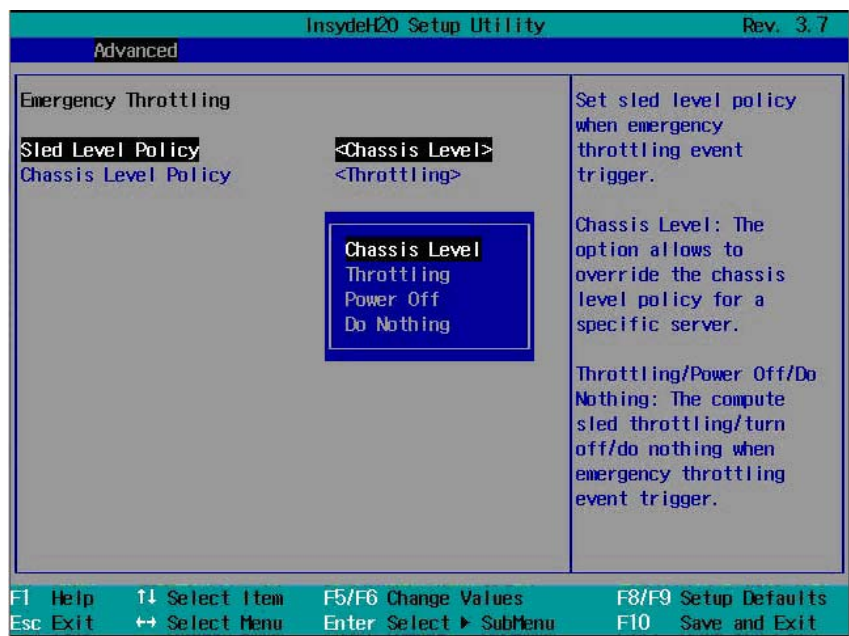 InsydeH20 Setup Utility Rev. 3.7
Advanced
Emergency Throttling
Sled Level Policy <Chassis Level>
Chassis Level Policy <Throttling>
Chassis Level
Throttling
Power Off
Do Nothing
Set sled level policy
when emergency
throttling event
trigger.
Chassis Level: The
option allows to
override the chassis
level policy for a
specific server.
Throttling/Power Off/Do
Nothing: The compute
sled throttling/turn
off/do nothing when
emergency throttling
event trigger.
F1 Help ↑↓ Select Item F5/F6 Change Values F8/F9 Setup Defaults
Esc Exit ↔ Select Menu Enter Select ▶ SubMenu F10 Save and Exit